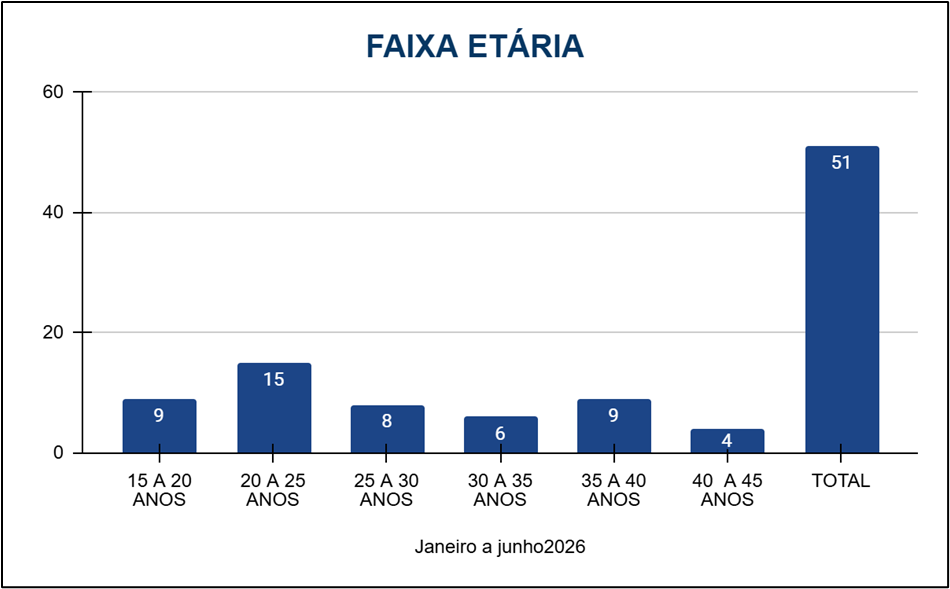 FAIXA ETÁRIA
60
40
20
0
9
15
8
6
9
4
51
15 A 20
ANOS
20 A 25
ANOS
25 A 30
ANOS
30 A 35
ANOS
35 A 40
ANOS
40  A 45
ANOS
TOTAL
Janeiro a junho2026